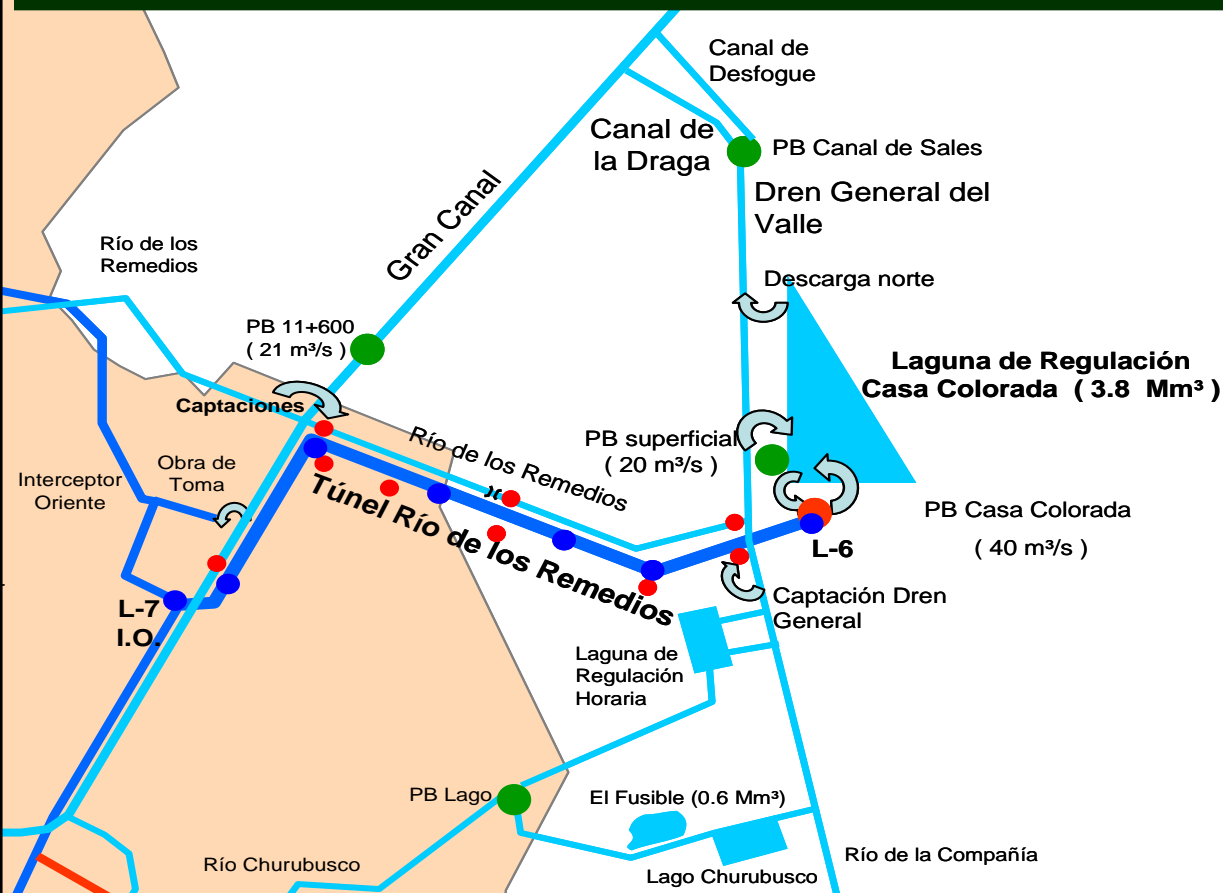 Canal de
Desfogue
Canal de
la Draga
PB Canal de Sales
Dren General del
Valle
Gran Canal
Río de los
Remedios
Descarga norte
PB 11+600
( 21 m³/s )
Laguna de Regulación
Casa Colorada ( 3.8 Mm³ )
Captaciones
Río de los Remedios
PB superficial
( 20 m³/s )
Interceptor
Oriente
Obra de
Toma
Túnel Río de los Remedios
PB Casa Colorada
( 40 m³/s )
L-6
L-7
I.O.
Captación Dren
General
Laguna de
Regulación
Horaria
PB Lago
El Fusible (0.6 Mm³)
Río Churubusco
Lago Churubusco
Río de la Compañía